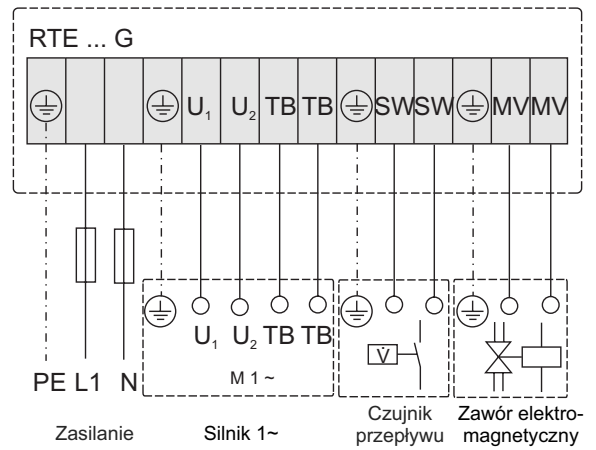 RTE ... G
U₁ U₂ TB TB SW SW MV MV
U₁ U₂ TB TB
V̇
PE L1 N
M 1 ~
Zasilanie
Silnik 1~
Czujnik
przepływu
Zawór elektro-
magnetyczny